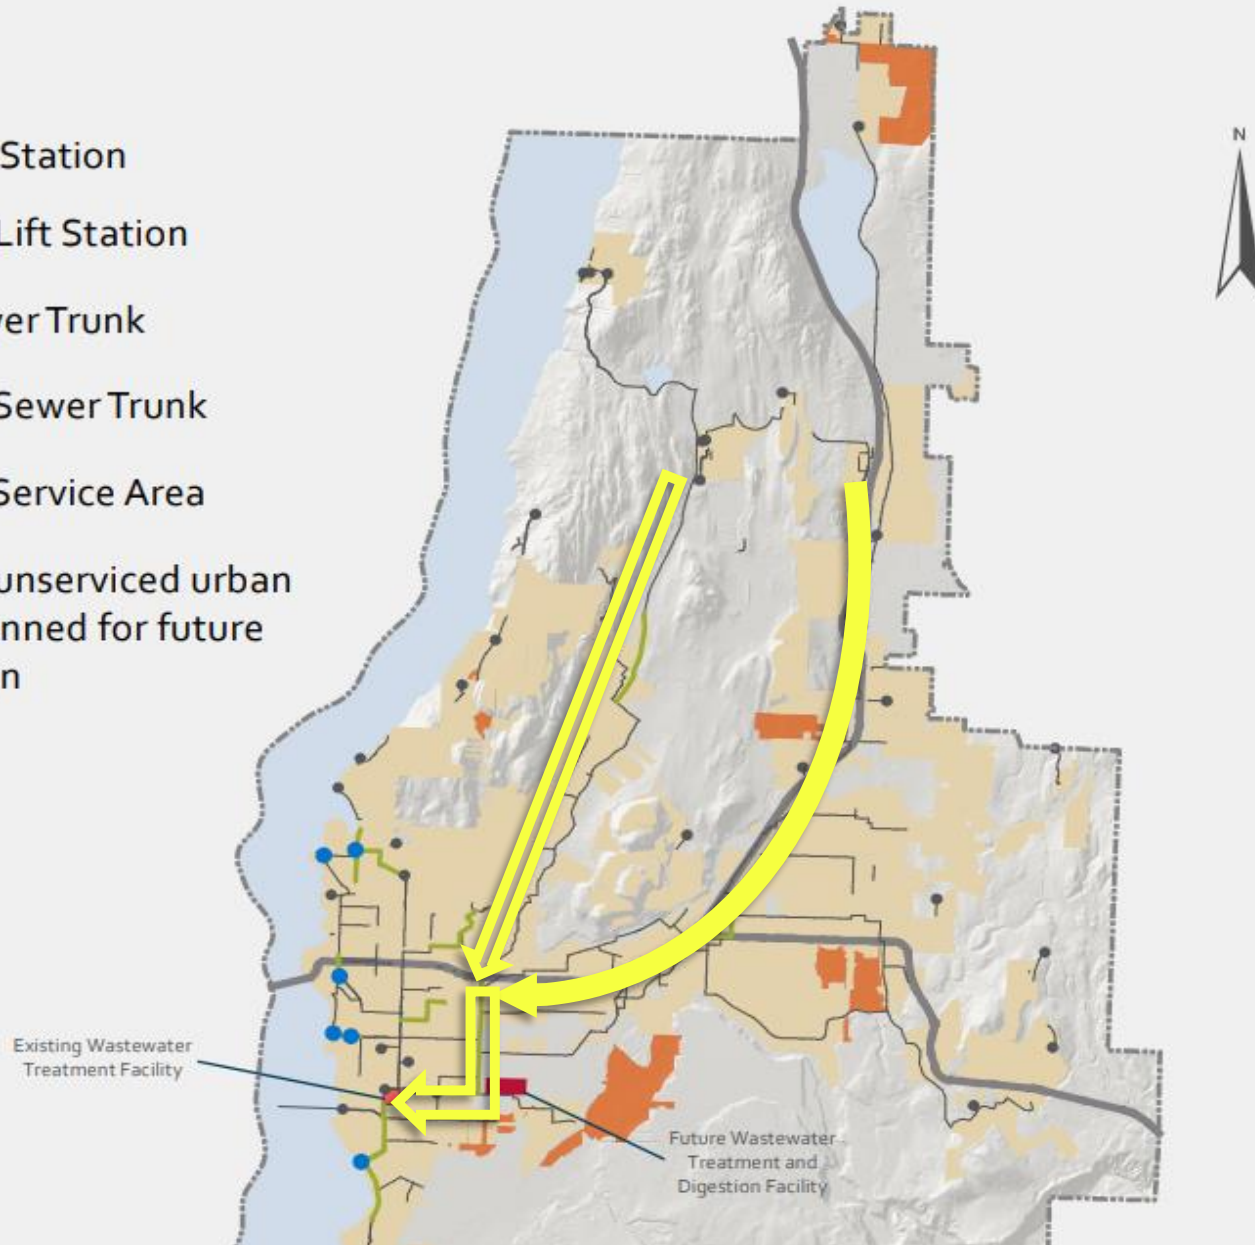 Station
Lift Station
er Trunk
Sewer Trunk
Service Area
unserviced urban
nned for future
n
N
Existing Wastewater
Treatment Facility
Future Wastewater
Treatment and
Digestion Facility